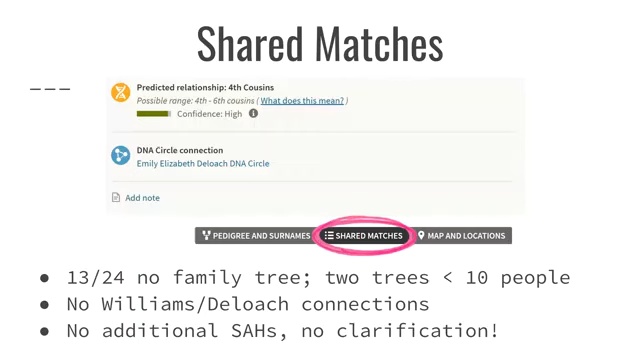 Shared Matches
Predicted relationship: 4th Cousins
Possible range: 4th - 6th cousins ( What does this mean? )
Confidence: High
DNA Circle connection
Emily Elizabeth Deloach DNA Circle
Add note
PEDIGREE AND SURNAMES SHARED MATCHES MAP AND LOCATIONS
● 13/24 no family tree; two trees < 10 people
● No Williams/Deloach connections
● No additional SAHs, no clarification!